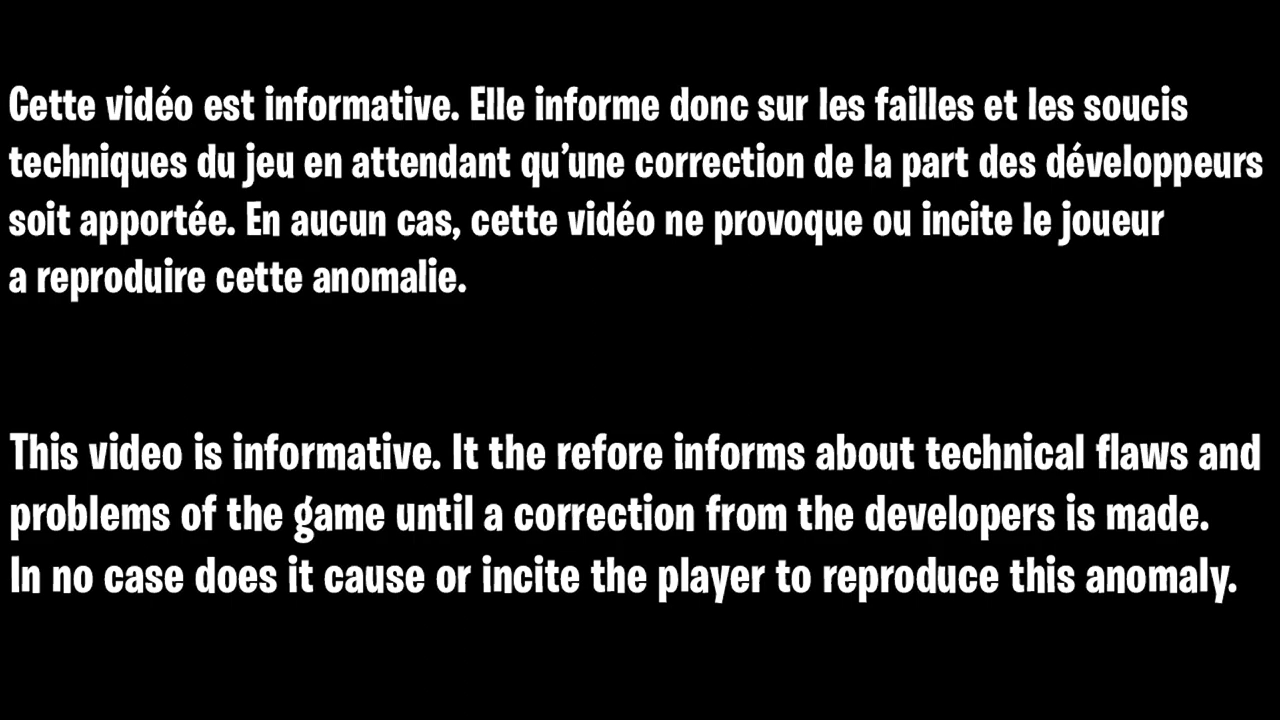 Cette vidéo est informative. Elle informe donc sur les failles et les soucis
techniques du jeu en attendant qu’une correction de la part des développeurs
soit apportée. En aucun cas, cette vidéo ne provoque ou incite le joueur
a reproduire cette anomalie.
This video is informative. It the refore informs about technical flaws and
problems of the game until a correction from the developers is made.
In no case does it cause or incite the player to reproduce this anomaly.